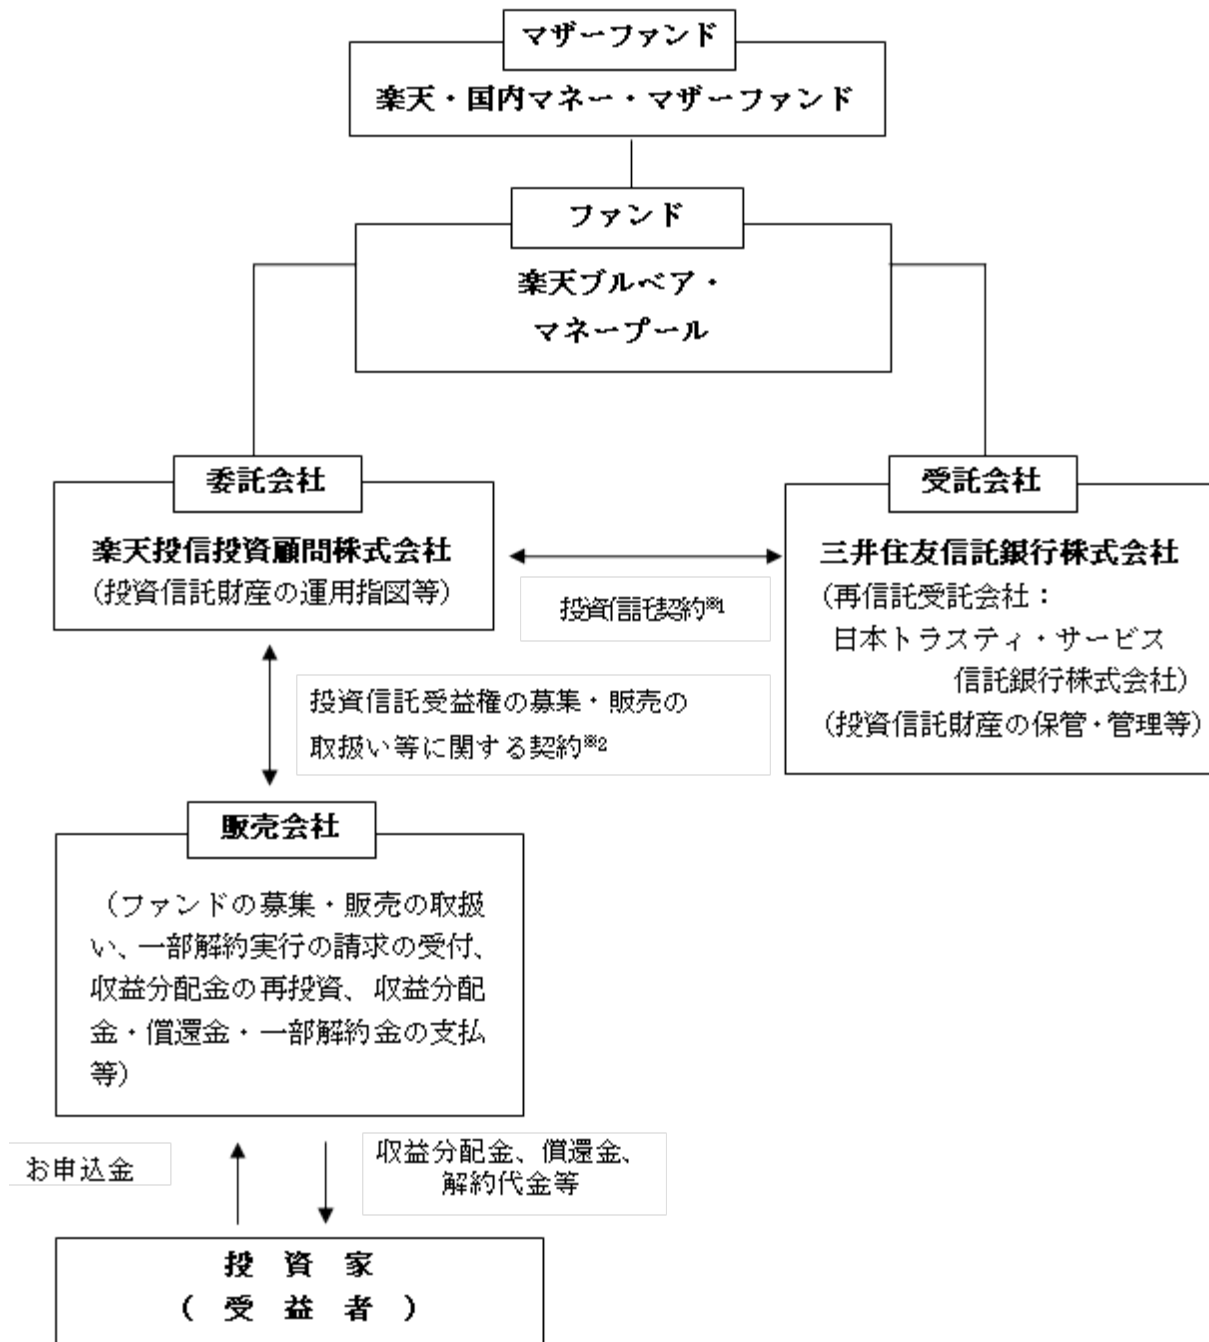 マザーファンド
楽天・国内マネー・マザーファンド
ファンド
楽天ブルベア・
マネープール
委託会社
楽天投信投資顧問株式会社
(投資信託財産の運用指図等)
投資信託契約※1
受託会社
三井住友信託銀行株式会社
(再信託受託会社：
日本トラスティ・サービス
信託銀行株式会社)
(投資信託財産の保管・管理等)
投資信託受益権の募集・販売の
取扱い等に関する契約※2
販売会社
(ファンドの募集・販売の取扱
い、一部解約実行の請求の受付、
収益分配金の再投資、収益分配
金・償還金・一部解約金の支払
等)
お申込金
収益分配金、償還金、
解約代金等
投　資　家
(　受　益　者　)